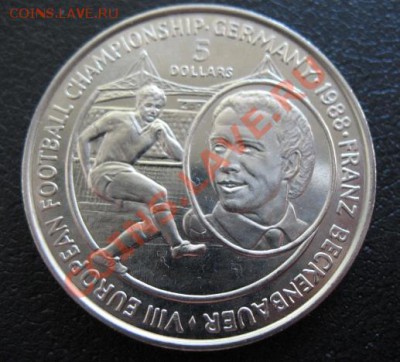 COINS.LAVE.RU
VIII EUROPEAN FOOTBALL CHAMPIONSHIP · GERMANY · 1988 · FRANZ BECKENBAUER
5
DOLLARS
COINS.LAVE.RU